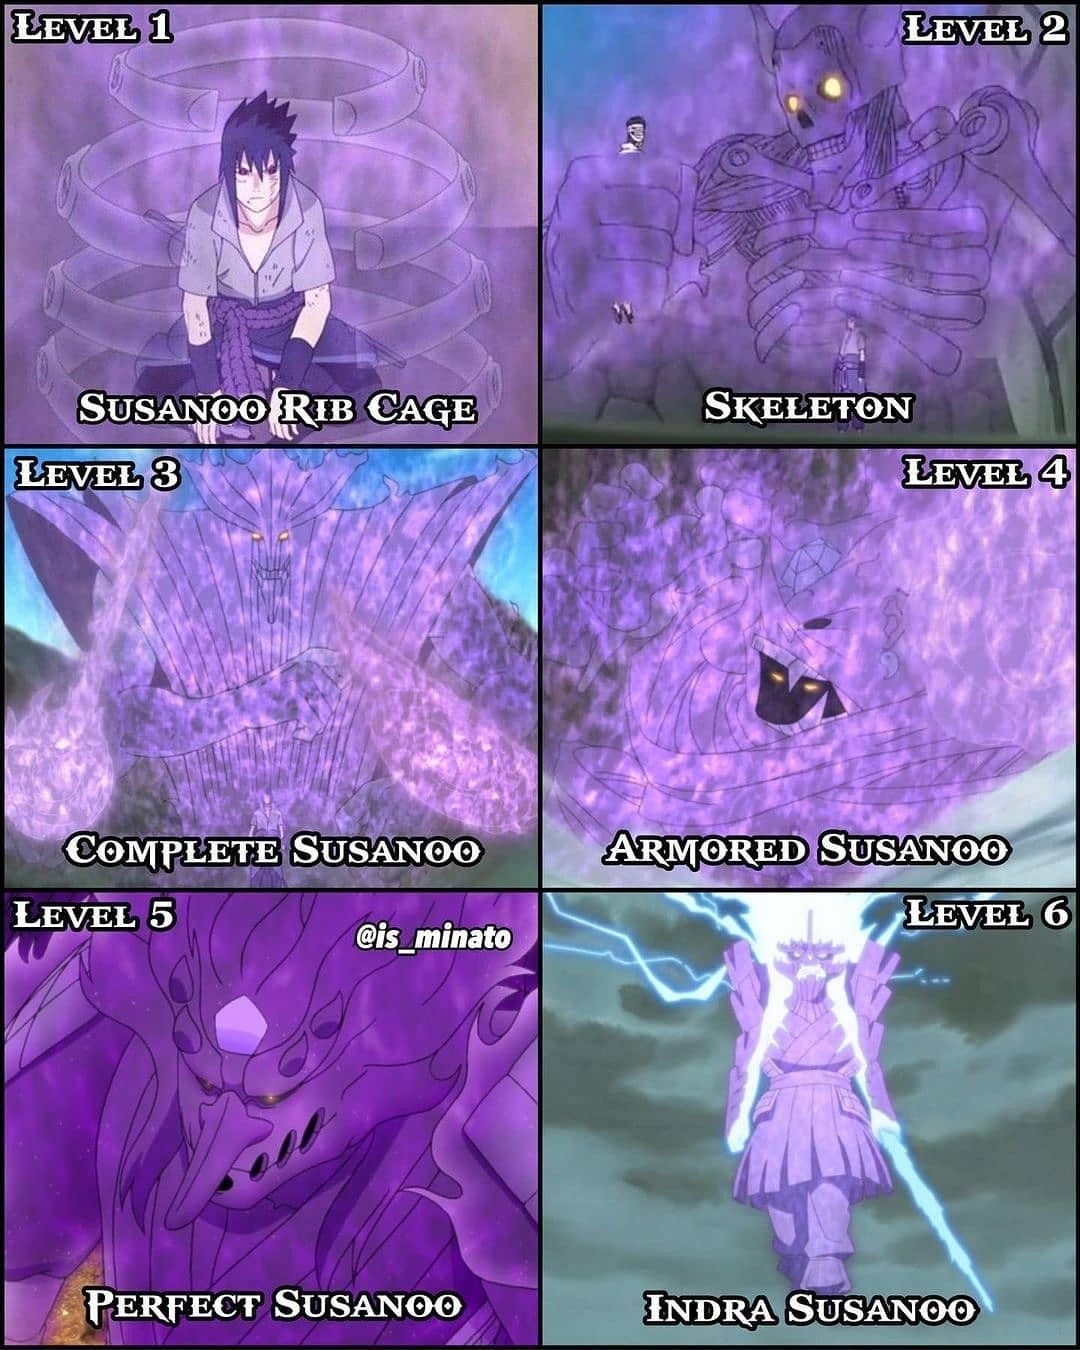 Level 1
Susanoo Rib Cage
Level 2
Skeleton
Level 3
Complete Susanoo
Level 4
Armored Susanoo
Level 5
@is_minato
Perfect Susanoo
Level 6
Indra Susanoo